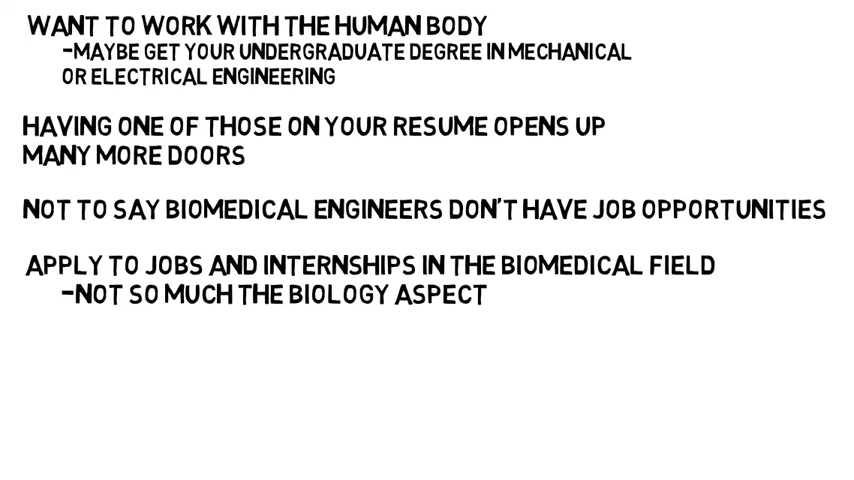 WANT TO WORK WITH THE HUMAN BODY
-MAYBE GET YOUR UNDERGRADUATE DEGREE IN MECHANICAL
OR ELECTRICAL ENGINEERING
HAVING ONE OF THOSE ON YOUR RESUME OPENS UP
MANY MORE DOORS
NOT TO SAY BIOMEDICAL ENGINEERS DON'T HAVE JOB OPPORTUNITIES
APPLY TO JOBS AND INTERNSHIPS IN THE BIOMEDICAL FIELD
-NOT SO MUCH THE BIOLOGY ASPECT